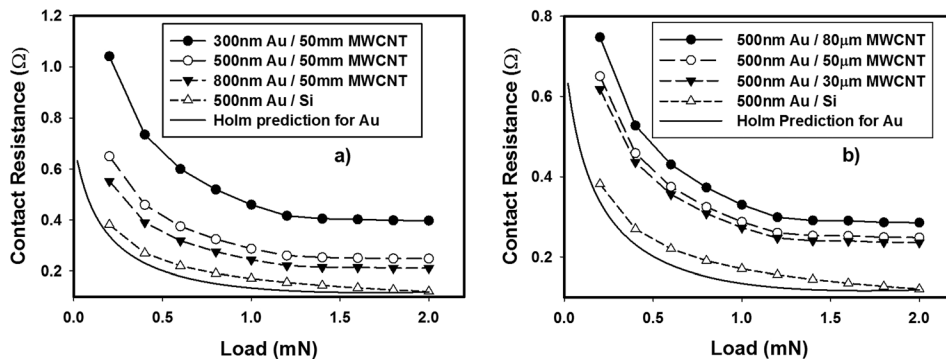 1.2
1.0
0.8
0.6
0.4
0.2
Contact Resistance (Ω)
300nm Au / 50mm MWCNT
500nm Au / 50mm MWCNT
800nm Au / 50mm MWCNT
500nm Au / Si
Holm prediction for Au
a)
0.0 0.5 1.0 1.5 2.0
Load (mN)
0.8
0.6
0.4
0.2
Contact Resistance (Ω)
500nm Au / 80μm MWCNT
500nm Au / 50μm MWCNT
500nm Au / 30μm MWCNT
500nm Au / Si
Holm Prediction for Au
b)
0.0 0.5 1.0 1.5 2.0
Load (mN)